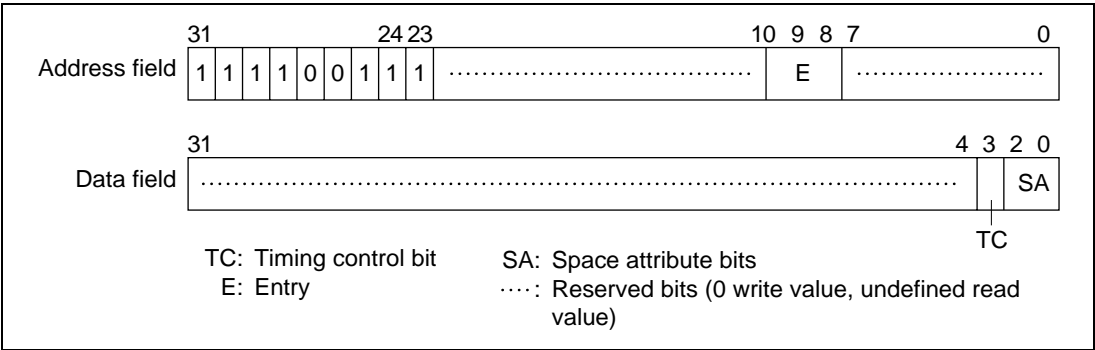 31 24 23 10 9 8 7 0
Address field 1 1 1 1 0 0 1 1 1 ........................................ E .........................
31 4 3 2 0
Data field ........................................................................................................ SA
TC
TC: Timing control bit SA: Space attribute bits
E: Entry ····: Reserved bits (0 write value, undefined read
value)